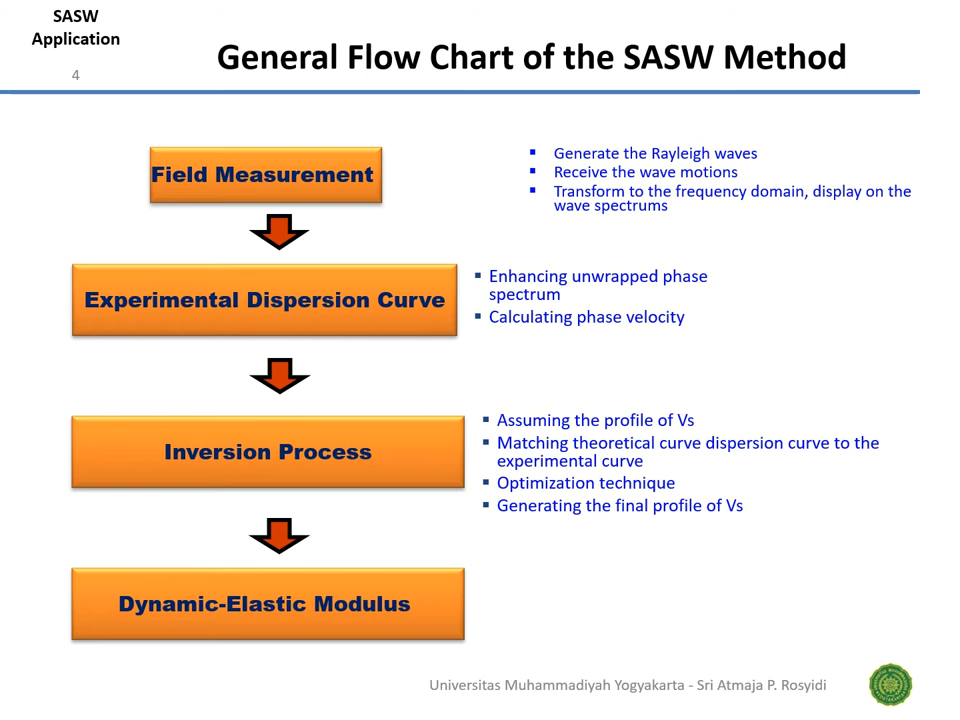 SASW
Application
4
General Flow Chart of the SASW Method
Field Measurement
▪ Generate the Rayleigh waves
▪ Receive the wave motions
▪ Transform to the frequency domain, display on the
wave spectrums
Experimental Dispersion Curve
▪ Enhancing unwrapped phase
spectrum
▪ Calculating phase velocity
Inversion Process
▪ Assuming the profile of Vs
▪ Matching theoretical curve dispersion curve to the
experimental curve
▪ Optimization technique
▪ Generating the final profile of Vs
Dynamic-Elastic Modulus
Universitas Muhammadiyah Yogyakarta - Sri Atmaja P. Rosyidi